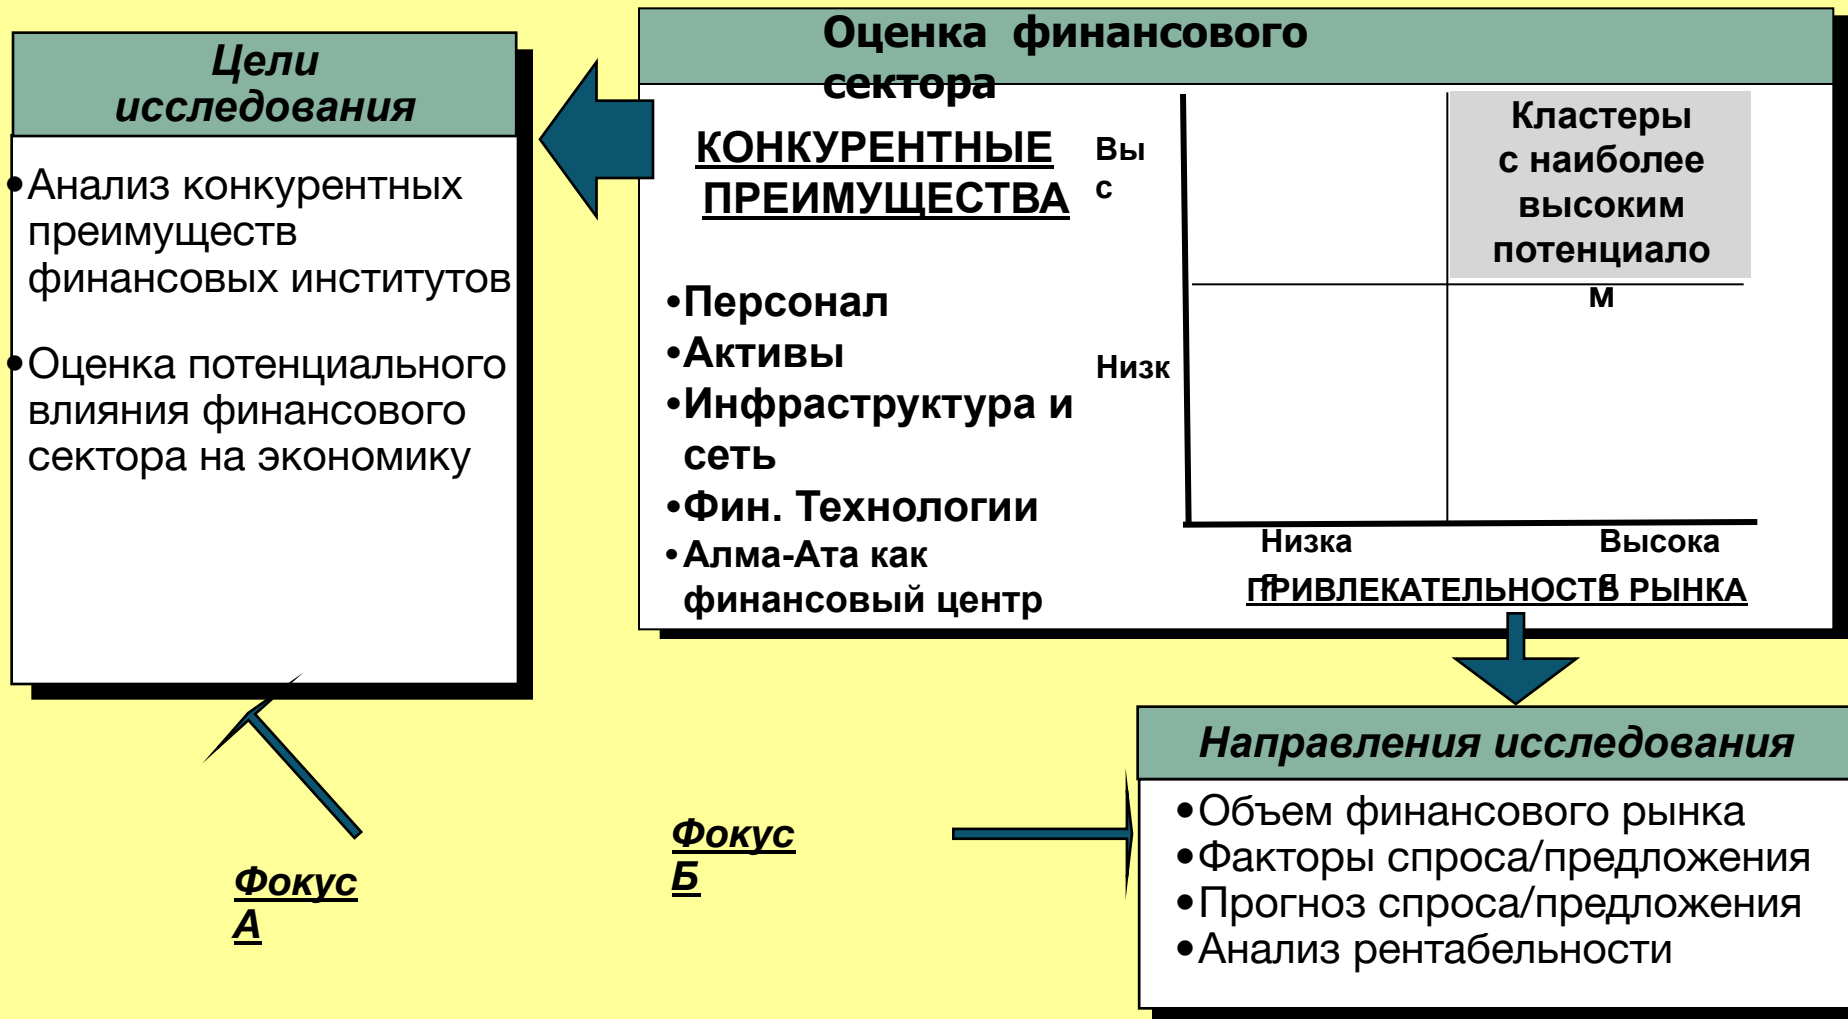 Цели
исследования
•Анализ конкурентных
преимуществ
финансовых институтов
•Оценка потенциального
влияния финансового
сектора на экономику
Оценка финансового
сектора
КОНКУРЕНТНЫЕ
ПРЕИМУЩЕСТВА
•Персонал
•Активы
•Инфраструктура и
сеть
•Фин. Технологии
•Алма-Ата как
финансовый центр
Вы
с
Низк
Кластеры
с наиболее
высоким
потенциало
м
Низка
я
Высока
я
ПРИВЛЕКАТЕЛЬНОСТЬ РЫНКА
Фокус
А
Фокус
Б
Направления исследования
•Объем финансового рынка
•Факторы спроса/предложения
•Прогноз спроса/предложения
•Анализ рентабельности